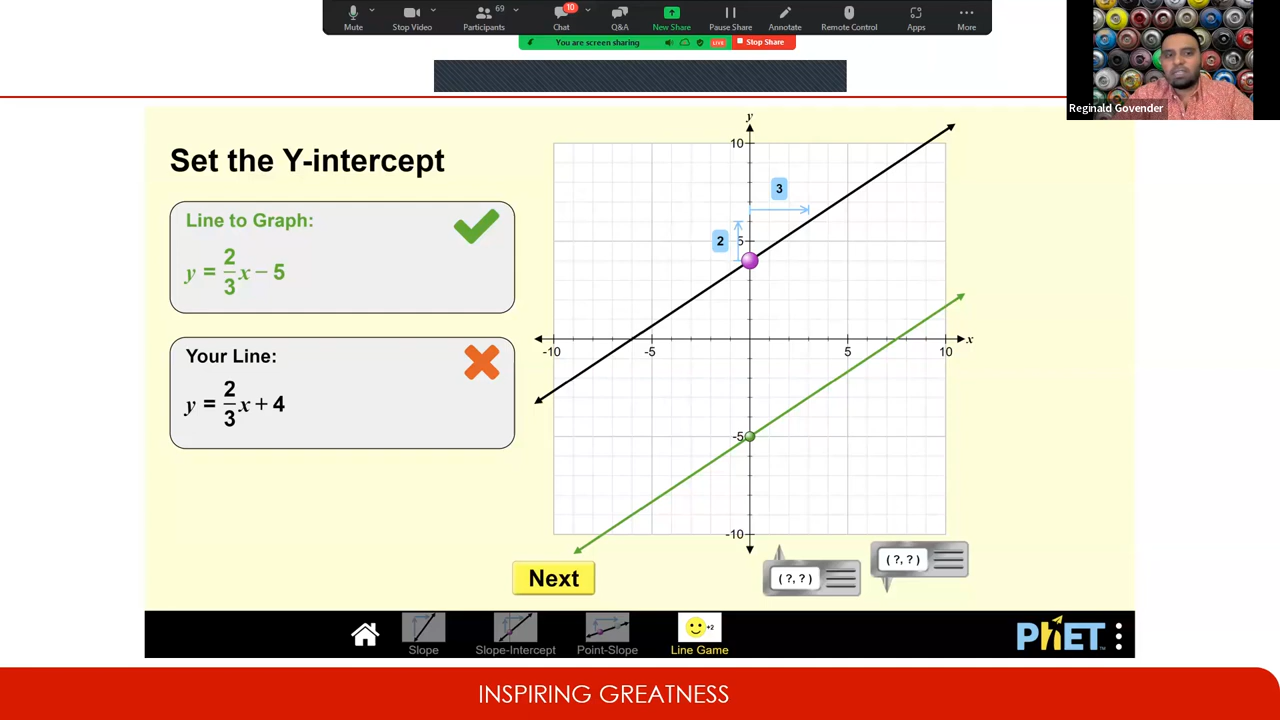 69
10
Mute
Stop Video
Participants
Chat
Q&A
New Share
Pause Share
Annotate
Remote Control
Apps
More
You are screen sharing
LIVE
Stop Share
Reginald Govender
Set the Y-intercept
Line to Graph:
y = 2/3 x − 5
Your Line:
y = 2/3 x + 4
y
10
3
2
5
-10
-5
5
10
x
-5
-10
(?, ?)
(?, ?)
Next
Slope
Slope-Intercept
Point-Slope
+2
Line Game
PhET
INSPIRING GREATNESS